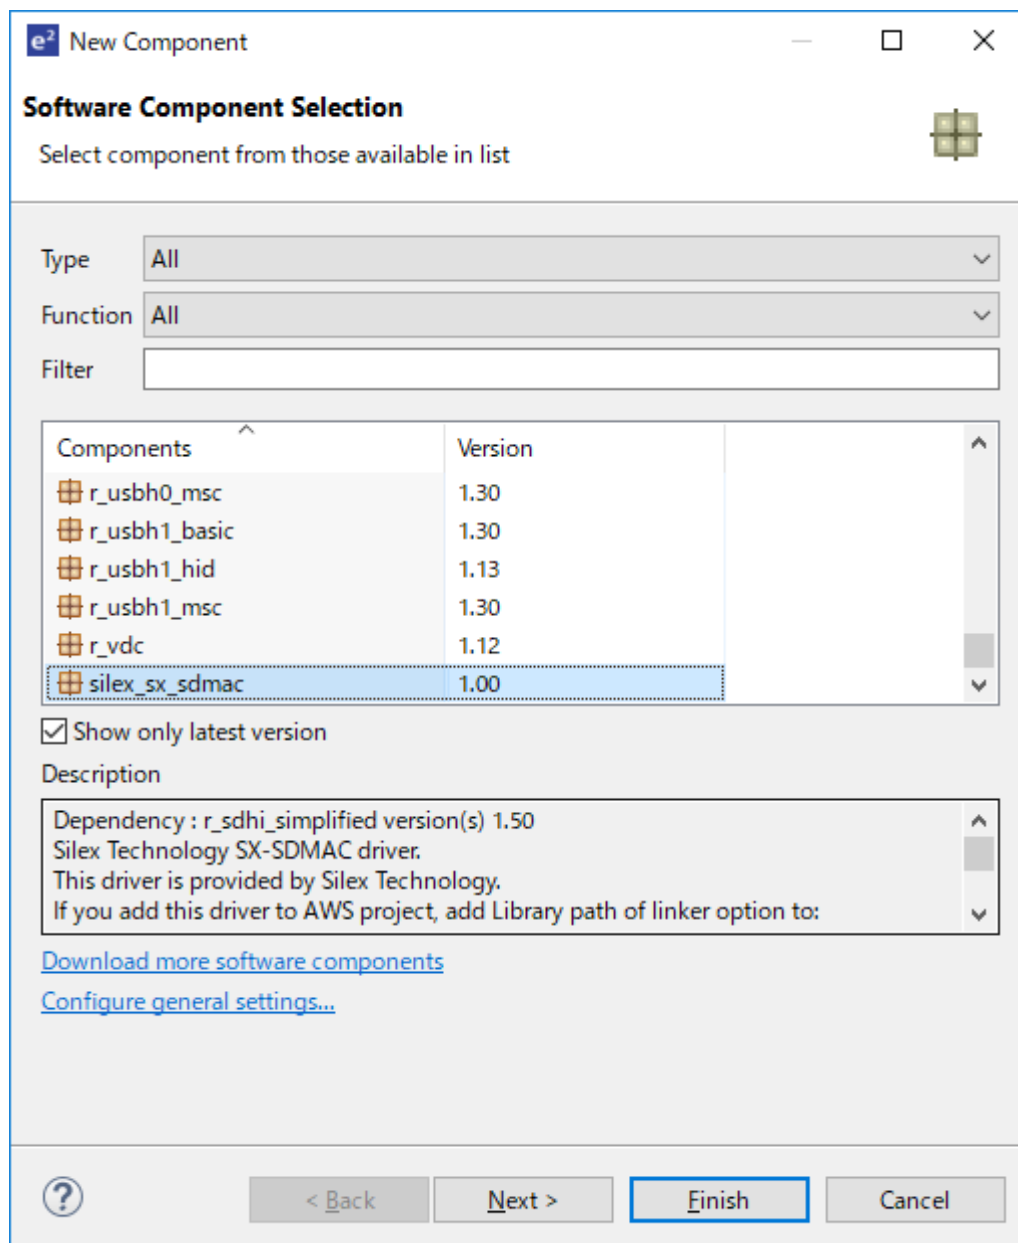 e² New Component
Software Component Selection
Select component from those available in list
Type All
Function All
Filter
Components Version
r_usbh0_msc 1.30
r_usbh1_basic 1.30
r_usbh1_hid 1.13
r_usbh1_msc 1.30
r_vdc 1.12
silex_sx_sdmac 1.00
Show only latest version
Description
Dependency : r_sdhi_simplified version(s) 1.50
Silex Technology SX-SDMAC driver.
This driver is provided by Silex Technology.
If you add this driver to AWS project, add Library path of linker option to:
Download more software components
Configure general settings...
? < Back Next > Finish Cancel